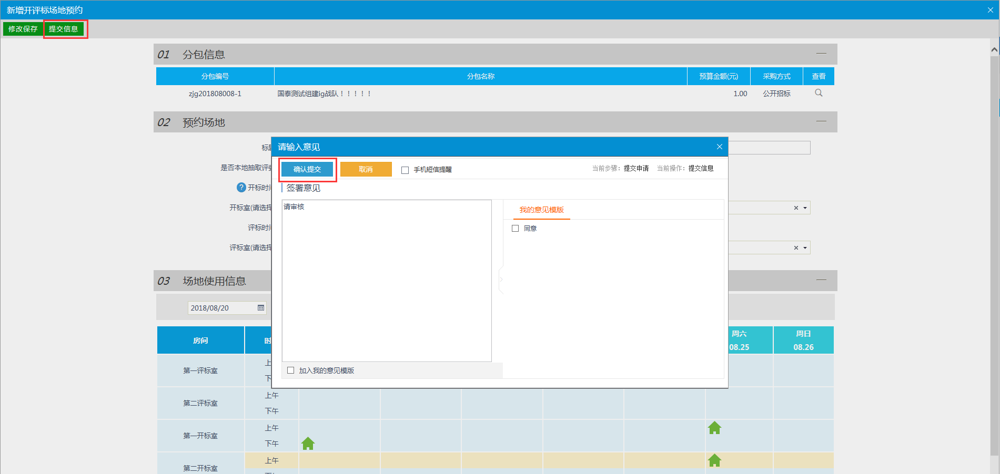 新增开评标场地预约
修改保存 提交信息
01 分包信息
分包编号 分包名称 预算金额(元) 采购方式 查看
zjg201808008-1 国泰测试组建ig战队！！！！！ 1.00 公开招标
02 预约场地
标题
是否本地抽取评委
开标时间
开标室(请选择
评标时间
评标室(请选择
请输入意见
确认提交 取消 手机短信提醒 当前步骤：提交申请 当前操作：提交信息
签署意见
请审核
我的意见模版
同意
加入我的意见模版
03 场地使用信息
2018/08/20
房间 时 周六 周日
08.25 08.26
第一评标室 上 下
第二评标室 上午 下午
第一开标室 上午 下午
第二开标室 上午